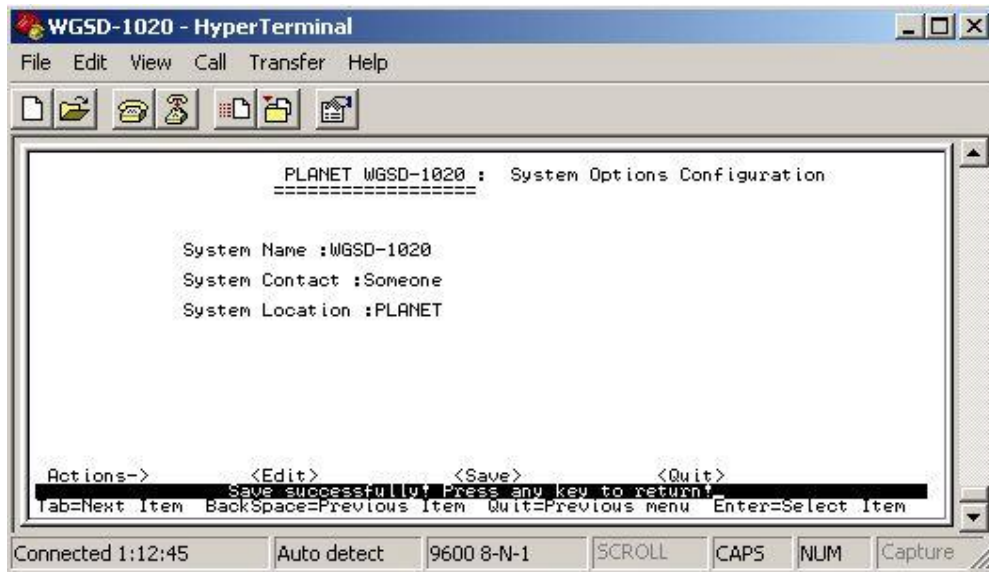 WGSD-1020 - HyperTerminal
File Edit View Call Transfer Help
PLANET WGSD-1020 : System Options Configuration
===================
System Name :WGSD-1020
System Contact :Someone
System Location :PLANET
Actions-> <Edit> <Save> <Quit>
Save successfully! Press any key to return!_
Tab=Next Item BackSpace=Previous Item Quit=Previous menu Enter=Select Item
Connected 1:12:45 Auto detect 9600 8-N-1 SCROLL CAPS NUM Capture